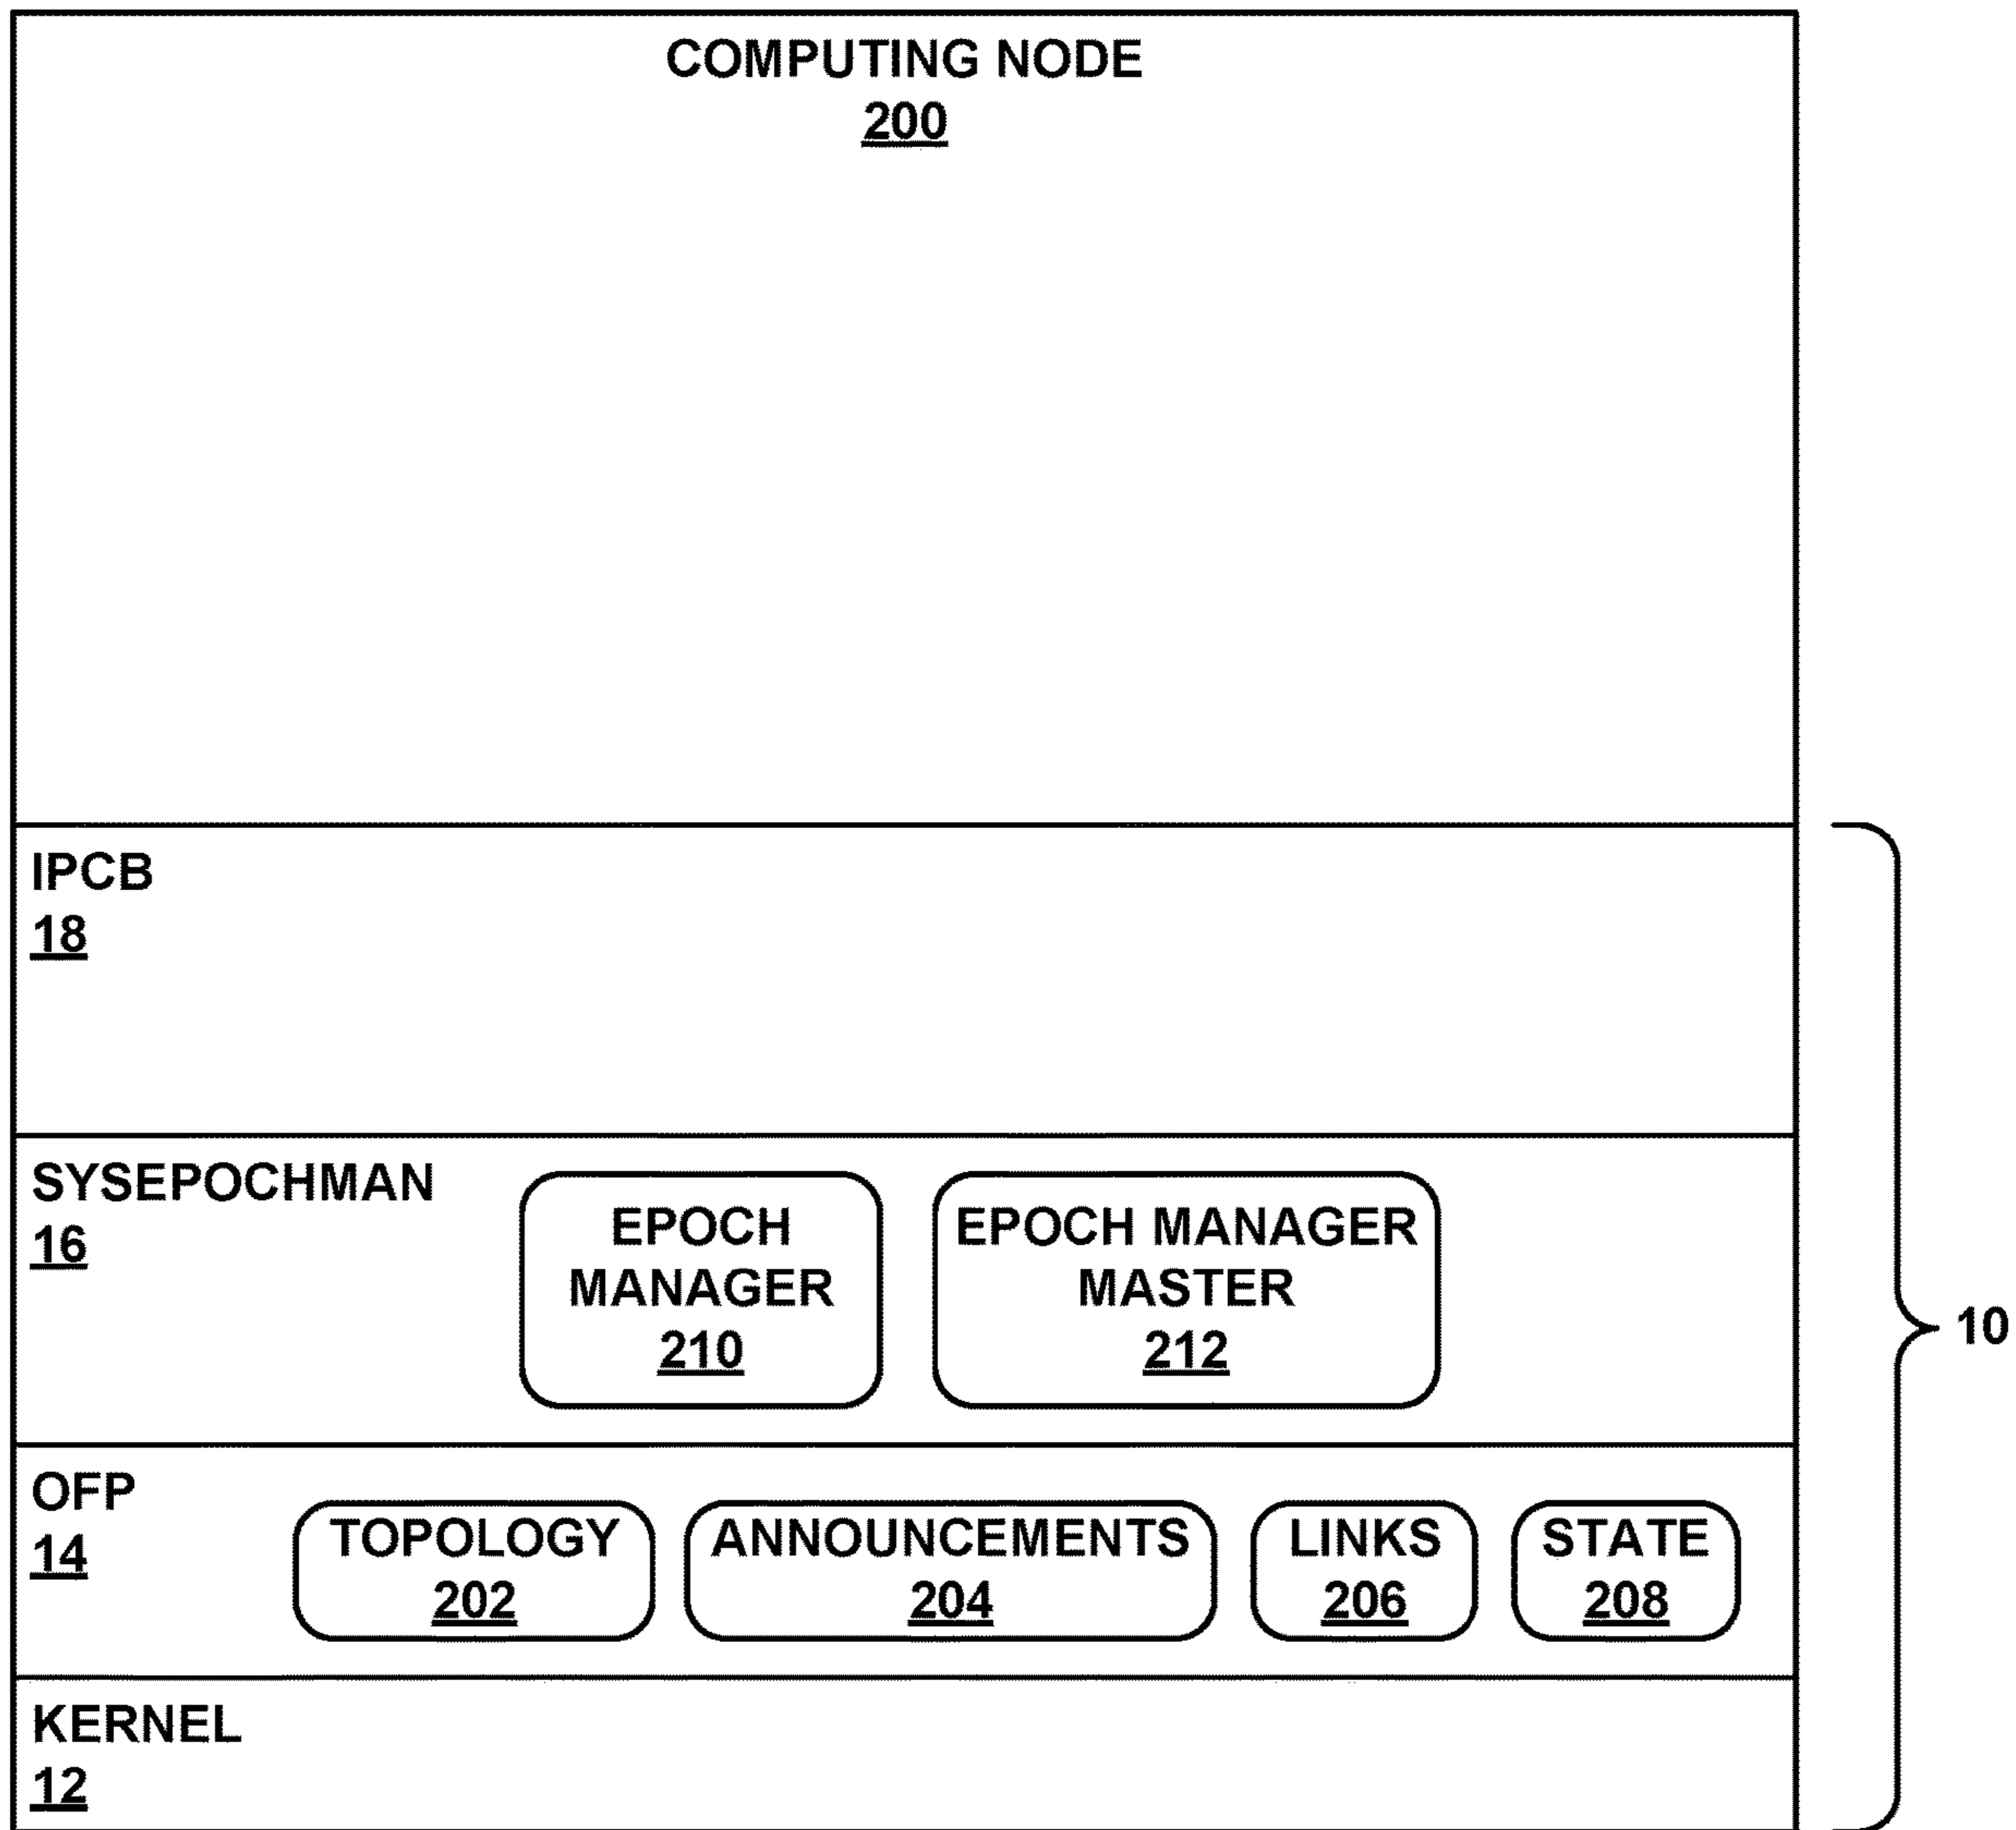 COMPUTING NODE
200
IPCB
18
SYSEPOCHMAN
16
EPOCH
MANAGER
210
EPOCH MANAGER
MASTER
212
10
OFP
14
TOPOLOGY
202
ANNOUNCEMENTS
204
LINKS
206
STATE
208
KERNEL
12